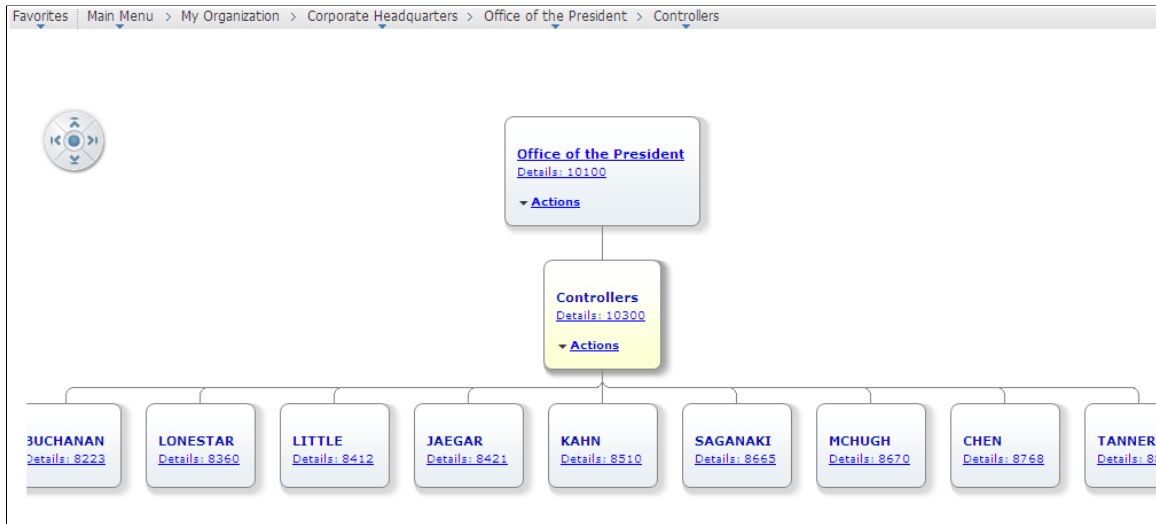 Favorites Main Menu > My Organization > Corporate Headquarters > Office of the President > Controllers
Office of the President
Details: 10100
Actions
Controllers
Details: 10300
Actions
BUCHANAN LONESTAR LITTLE JAEGAR KAHN SAGANAKI MCHUGH CHEN TANNER
Details: 8223 Details: 8360 Details: 8412 Details: 8421 Details: 8510 Details: 8665 Details: 8670 Details: 8768 Details: